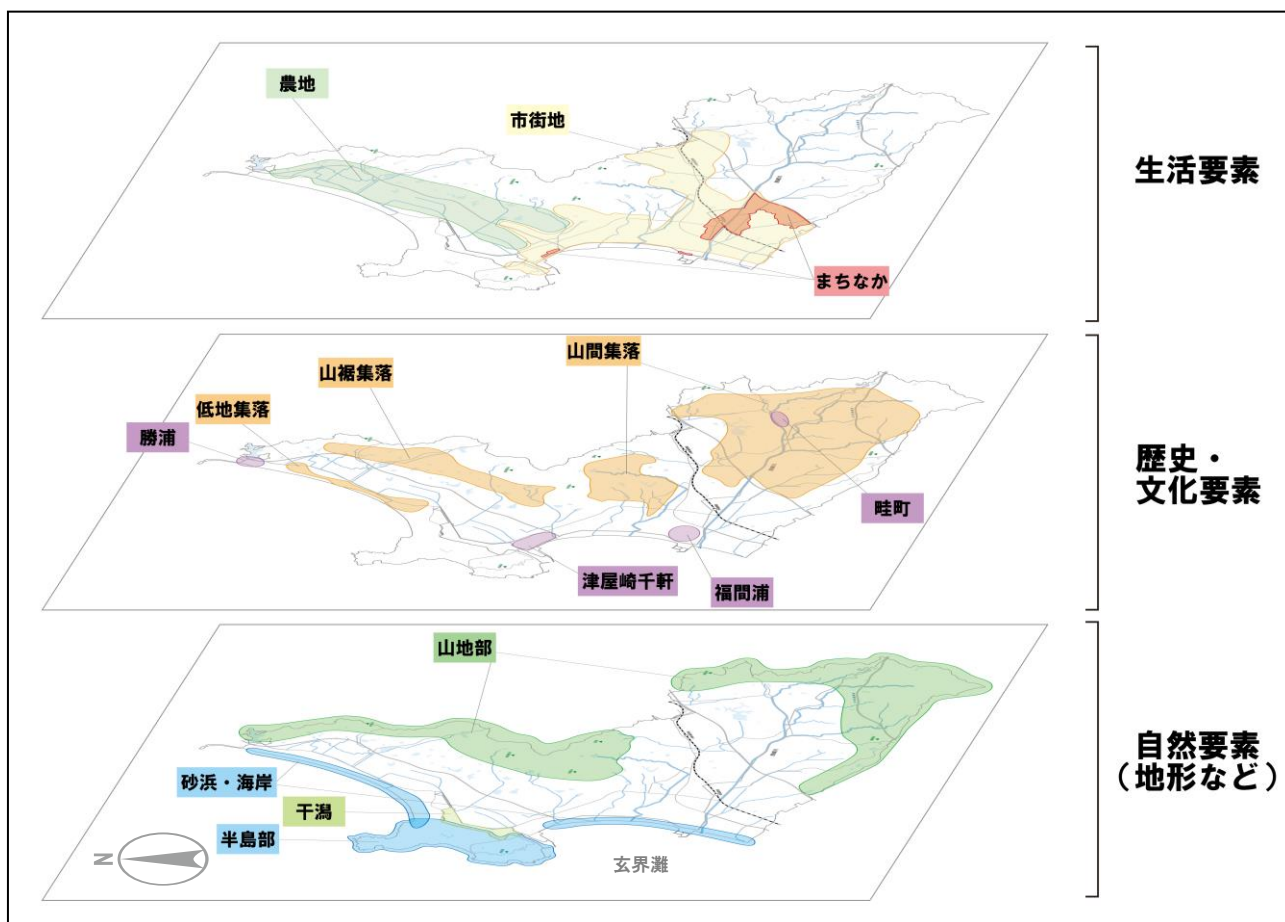 農地
市街地
まちなか
生活要素
山間集落
山裾集落
低地集落
勝浦
畦町
津屋崎千軒
福間浦
歴史・
文化要素
山地部
砂浜・海岸
干潟
半島部
N
玄界灘
自然要素
（地形など）